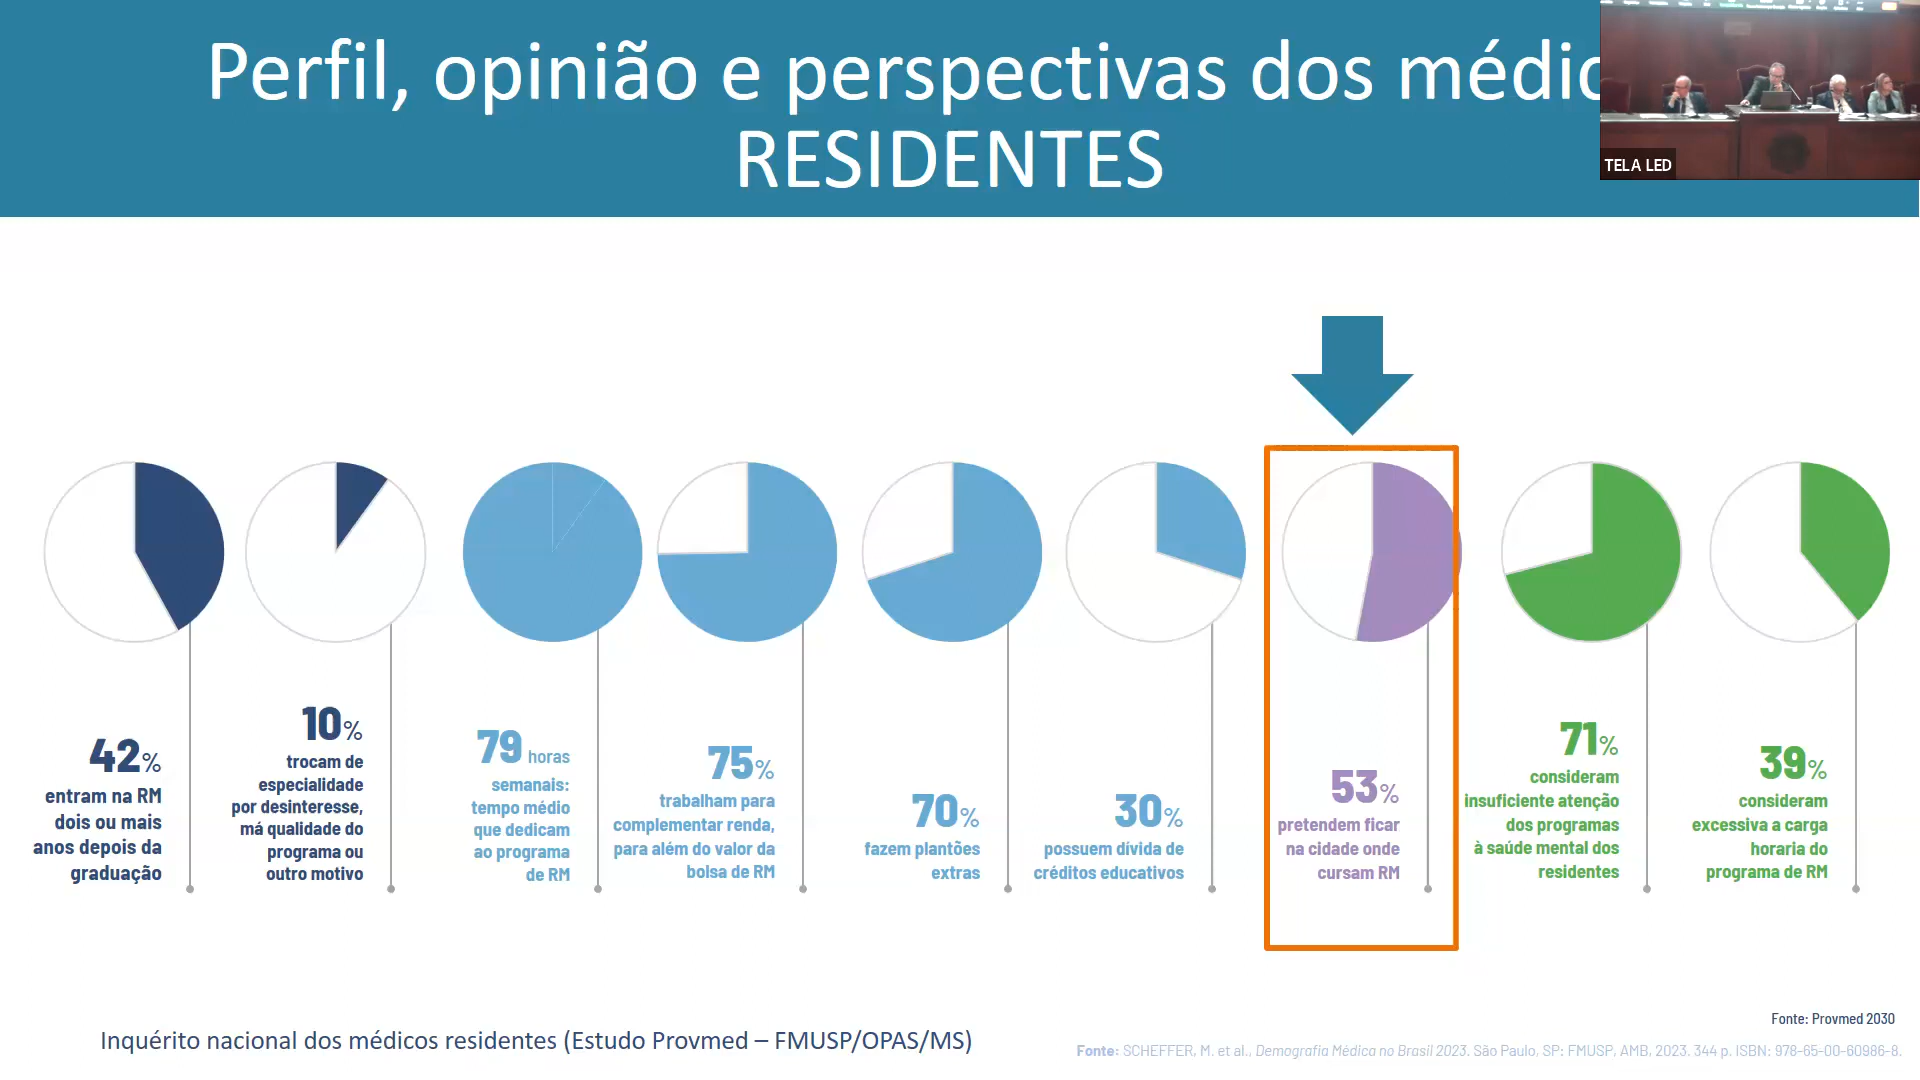 Perfil, opinião e perspectivas dos médic
RESIDENTES
TELA LED
42%
entram na RM
dois ou mais
anos depois da
graduação
10%
trocam de
especialidade
por desinteresse,
má qualidade do
programa ou
outro motivo
79 horas
semanais:
tempo médio
que dedicam
ao programa
de RM
75%
trabalham para
complementar renda,
para além do valor da
bolsa de RM
70%
fazem plantões
extras
30%
possuem dívida de
créditos educativos
53%
pretendem ficar
na cidade onde
cursam RM
71%
consideram
insuficiente atenção
dos programas
à saúde mental dos
residentes
39%
consideram
excessiva a carga
horaria do
programa de RM
Fonte: Provmed 2030
Inquérito nacional dos médicos residentes (Estudo Provmed – FMUSP/OPAS/MS)
Fonte: SCHEFFER, M. et al., Demografia Médica no Brasil 2023. São Paulo, SP: FMUSP, AMB, 2023. 344 p. ISBN: 978-65-00-60986-8.